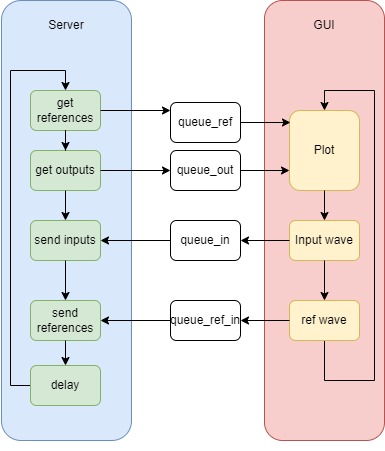 Server
GUI
get
references
queue_ref
Plot
get outputs
queue_out
send inputs
queue_in
Input wave
send
references
queue_ref_in
ref wave
delay